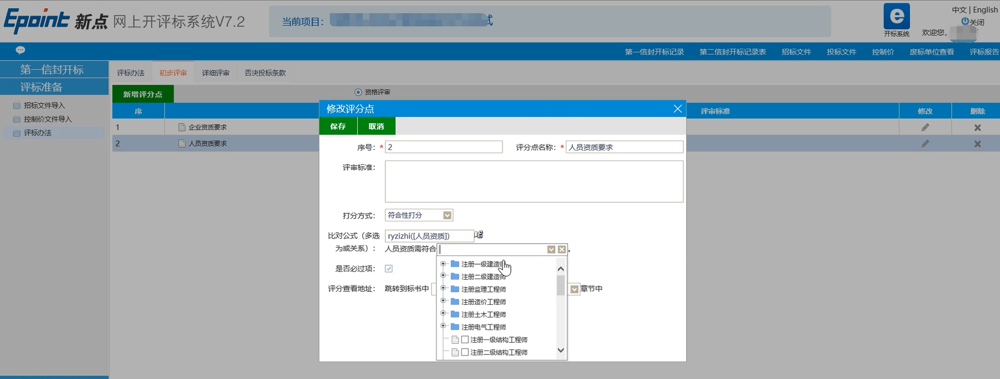 Epoint 新点 网上开评标系统V7.2
当前项目：
开标系统
中文 | English
关闭
欢迎您，
第一信封开标记录 第二信封开标记录表 招标文件 投标文件 控制价 废标单位查看 评标报告
第一信封开标
评标准备
招标文件导入
控制价文件导入
评标办法
评标办法 初步评审 详细评审 否决投标条款
新增评分点 资格评审
序 评审标准 修改 删除
1 企业资质要求
2 人员资质要求
修改评分点
保存 取消
序号：* 2 评分点名称：* 人员资质要求
评审标准：
打分方式： 符合性打分
比对公式（多选 ryzizhi([人员资质])
为或关系）： 人员资质需符合 。
是否必过项：
评分查看地址： 跳转到标书中 章节中
注册一级建造师
注册二级建造师
注册监理工程师
注册造价工程师
注册土木工程师
注册电气工程师
注册一级结构工程师
注册二级结构工程师